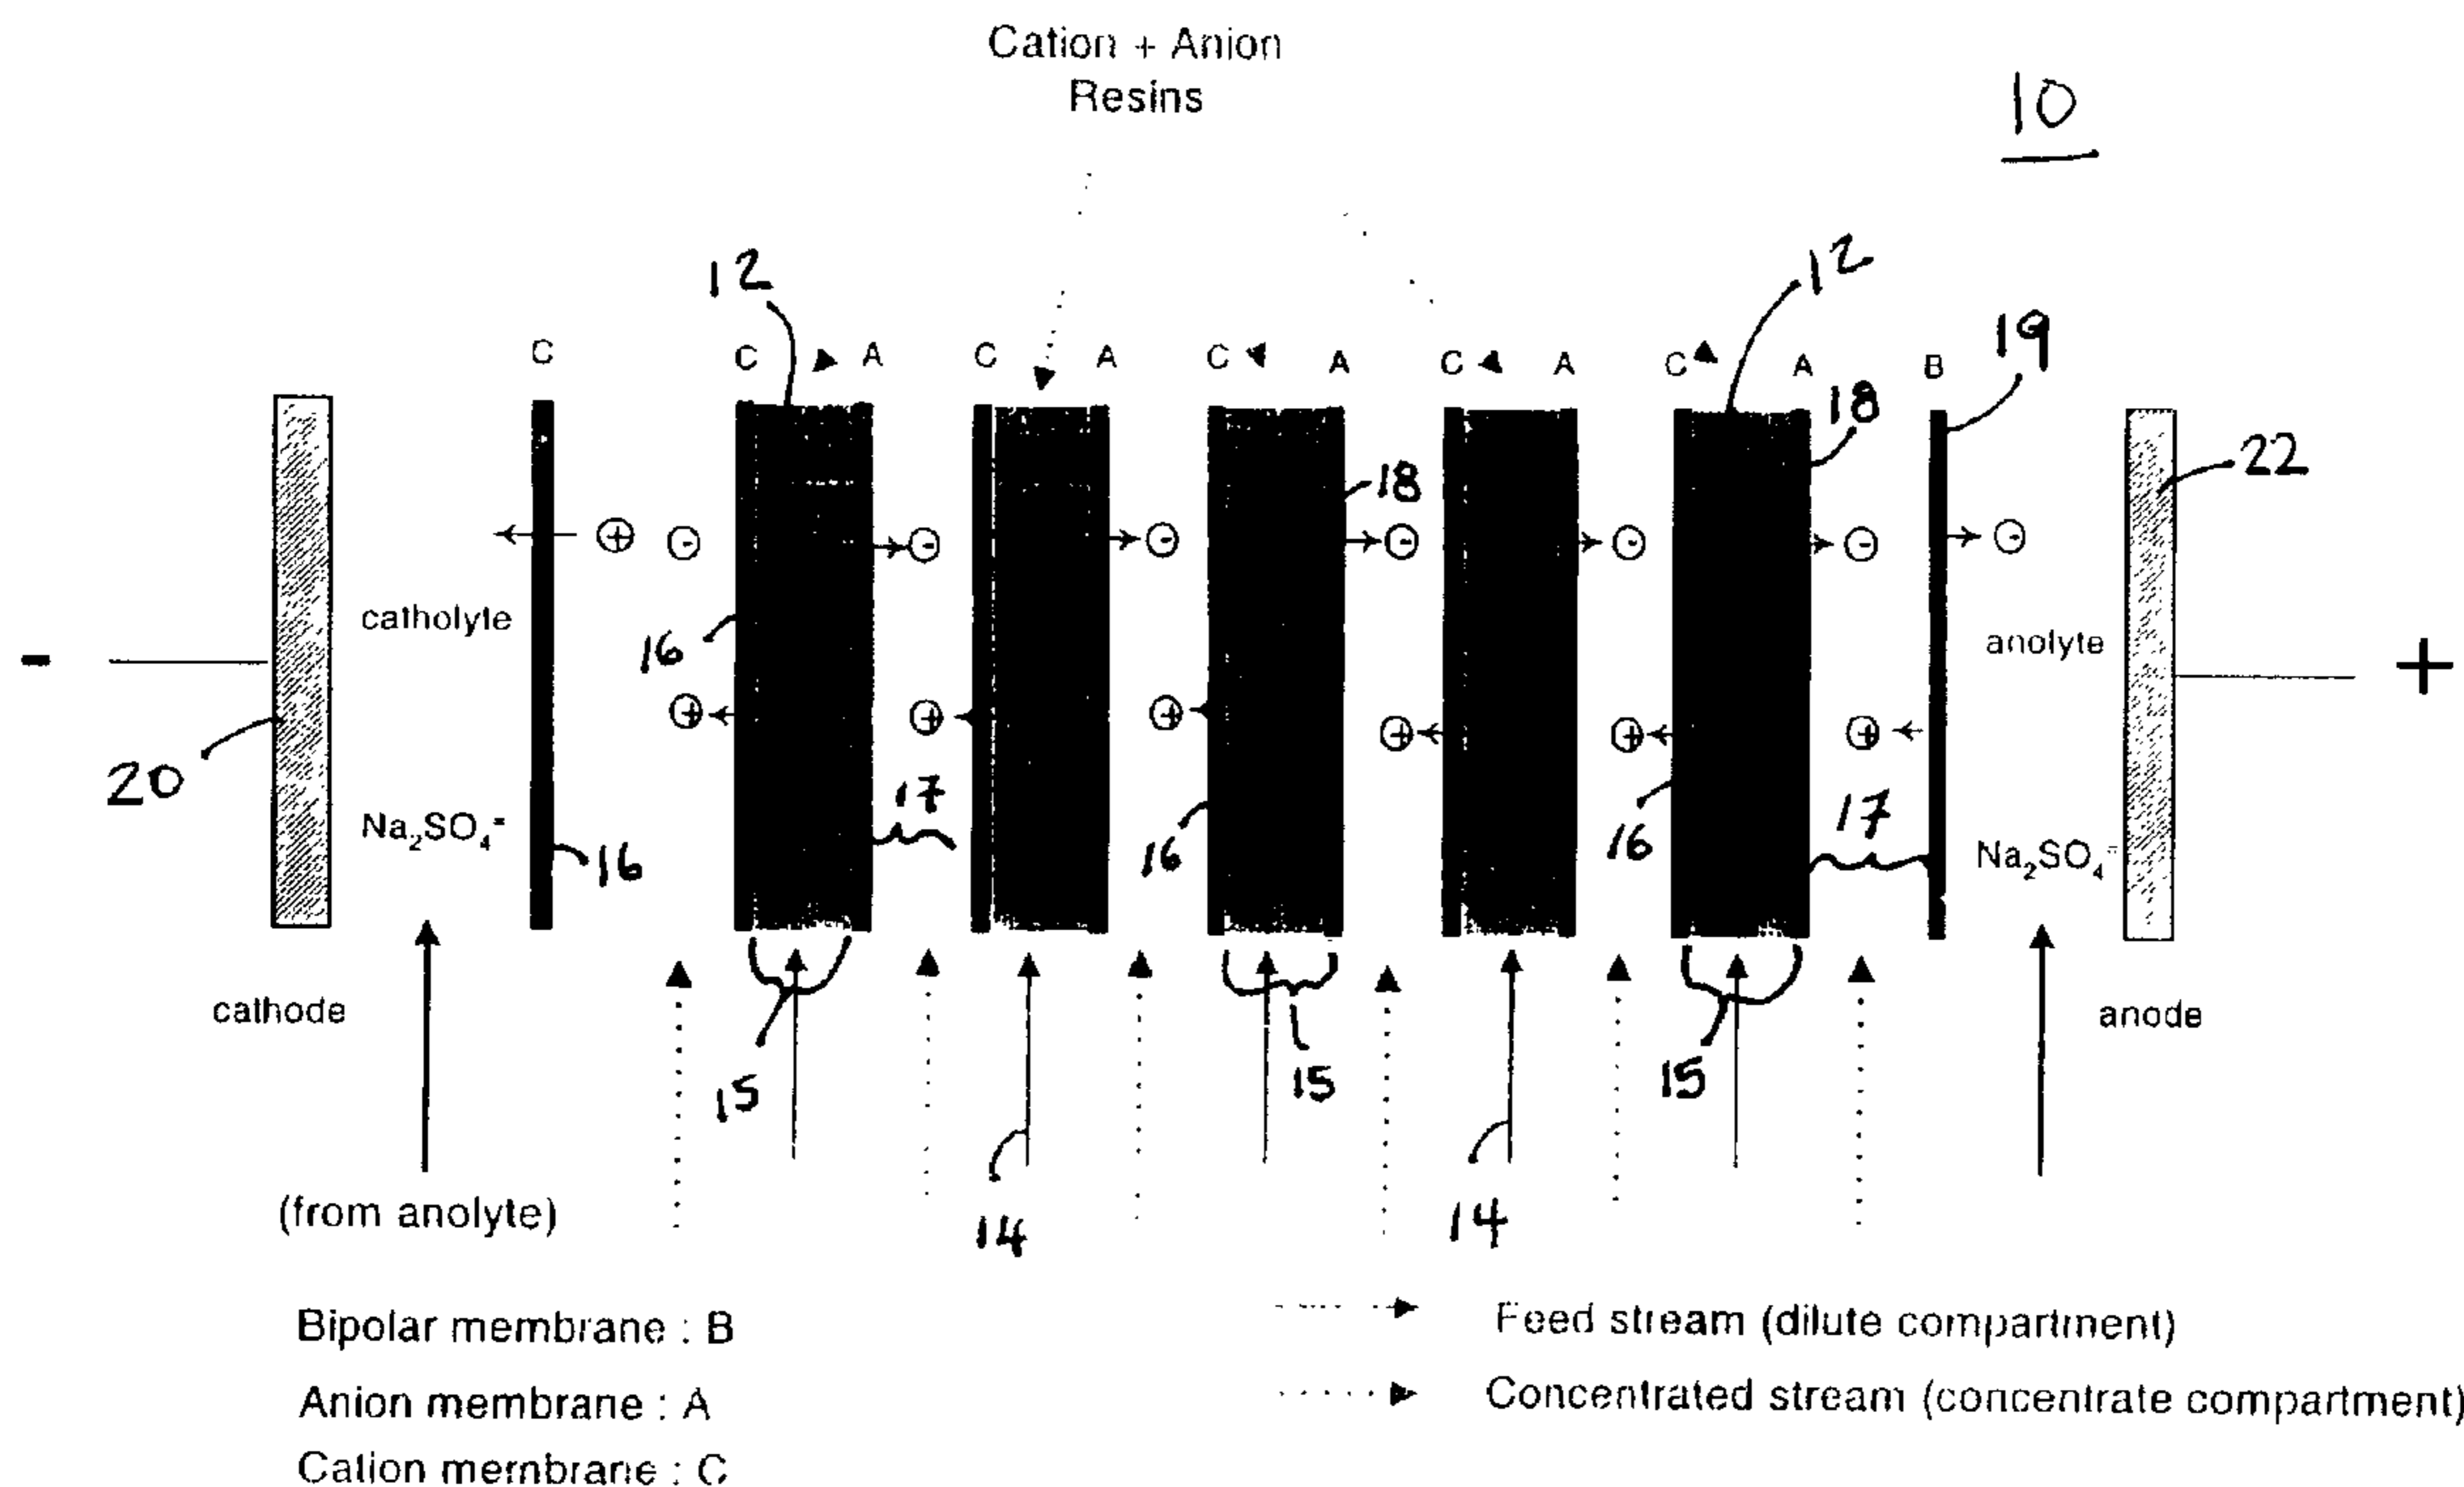 Cation + Anion
Resins
10
12
12
19
C
C
A
C
A
C
A
C
A
C
A
B
18
22
18
⊕
⊖
⊖
⊖
⊖
⊖
⊖
⊖
catholyte
16
anolyte
-
+
⊕
⊕
⊕
⊕
⊕
⊕
20
17
17
Na₂SO₄⁼
16
16
16
Na₂SO₄⁼
cathode
anode
15
15
15
(from anolyte)
14
14
Bipolar membrane : B
Feed stream (dilute compartment)
Anion membrane : A
Concentrated stream (concentrate compartment)
Cation membrane : C